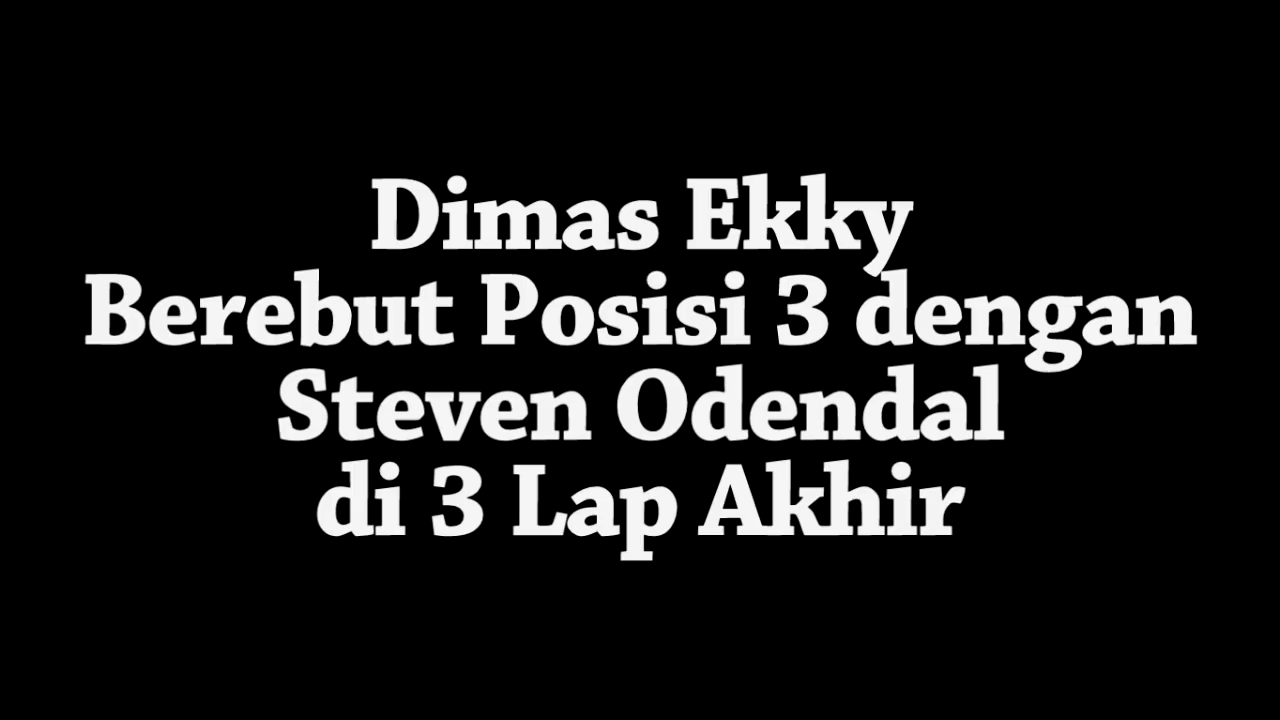 Dimas Ekky
Berebut Posisi 3 dengan
Steven Odendal
di 3 Lap Akhir